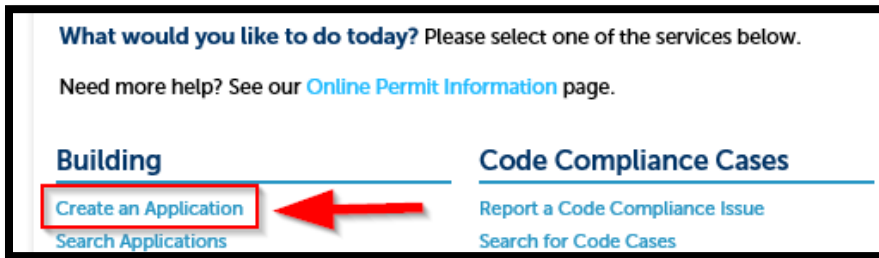 What would you like to do today? Please select one of the services below.
Need more help? See our Online Permit Information page.
Building
Create an Application
Search Applications
Code Compliance Cases
Report a Code Compliance Issue
Search for Code Cases